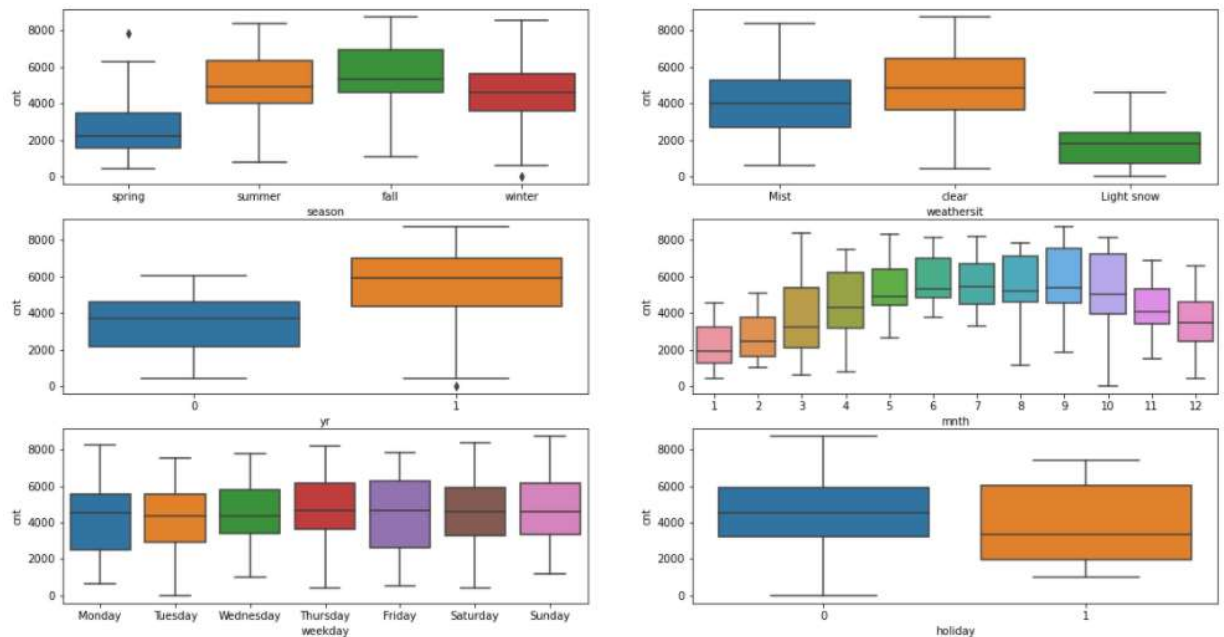 cnt
8000
6000
4000
2000
0
spring summer fall winter
season
cnt
8000
6000
4000
2000
0
Mist clear Light snow
weathersit
cnt
8000
6000
4000
2000
0
0 1
yr
cnt
8000
6000
4000
2000
0
1 2 3 4 5 6 7 8 9 10 11 12
mnth
cnt
8000
6000
4000
2000
0
Monday Tuesday Wednesday Thursday Friday Saturday Sunday
weekday
cnt
8000
6000
4000
2000
0
0 1
holiday